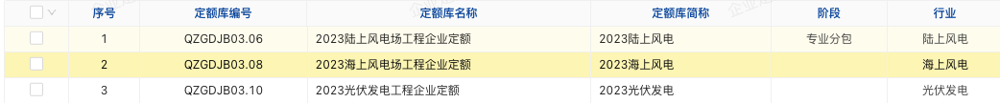 序号 定额库编号 定额库名称 定额库简称 阶段 行业
1 QZGDJB03.06 2023陆上风电场工程企业定额 2023陆上风电 专业分包 陆上风电
2 QZGDJB03.08 2023海上风电场工程企业定额 2023海上风电 海上风电
3 QZGDJB03.10 2023光伏发电工程企业定额 2023光伏发电 光伏发电